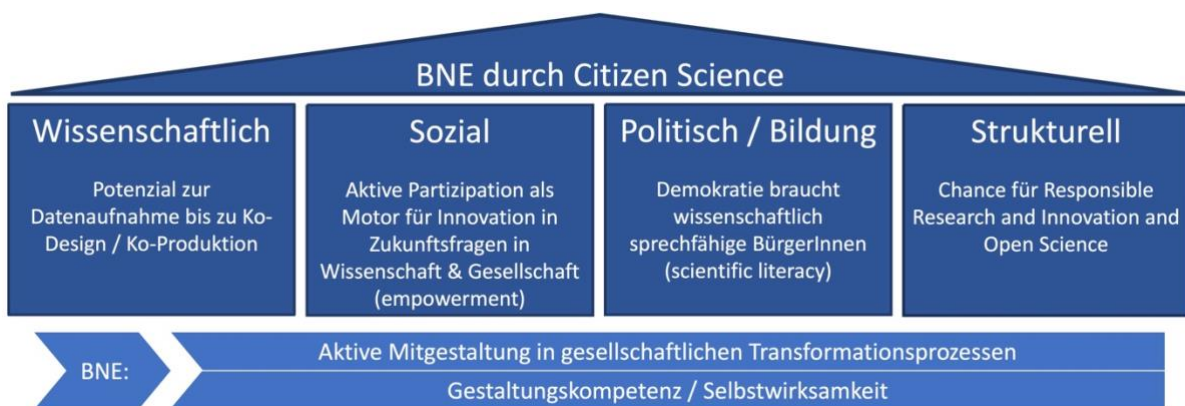 BNE durch Citizen Science
Wissenschaftlich
Potenzial zur
Datenaufnahme bis zu Ko-
Design / Ko-Produktion
Sozial
Aktive Partizipation als
Motor für Innovation in
Zukunftsfragen in
Wissenschaft & Gesellschaft
(empowerment)
Politisch / Bildung
Demokratie braucht
wissenschaftlich
sprechfähige BürgerInnen
(scientific literacy)
Strukturell
Chance für Responsible
Research and Innovation and
Open Science
BNE:
Aktive Mitgestaltung in gesellschaftlichen Transformationsprozessen
Gestaltungskompetenz / Selbstwirksamkeit